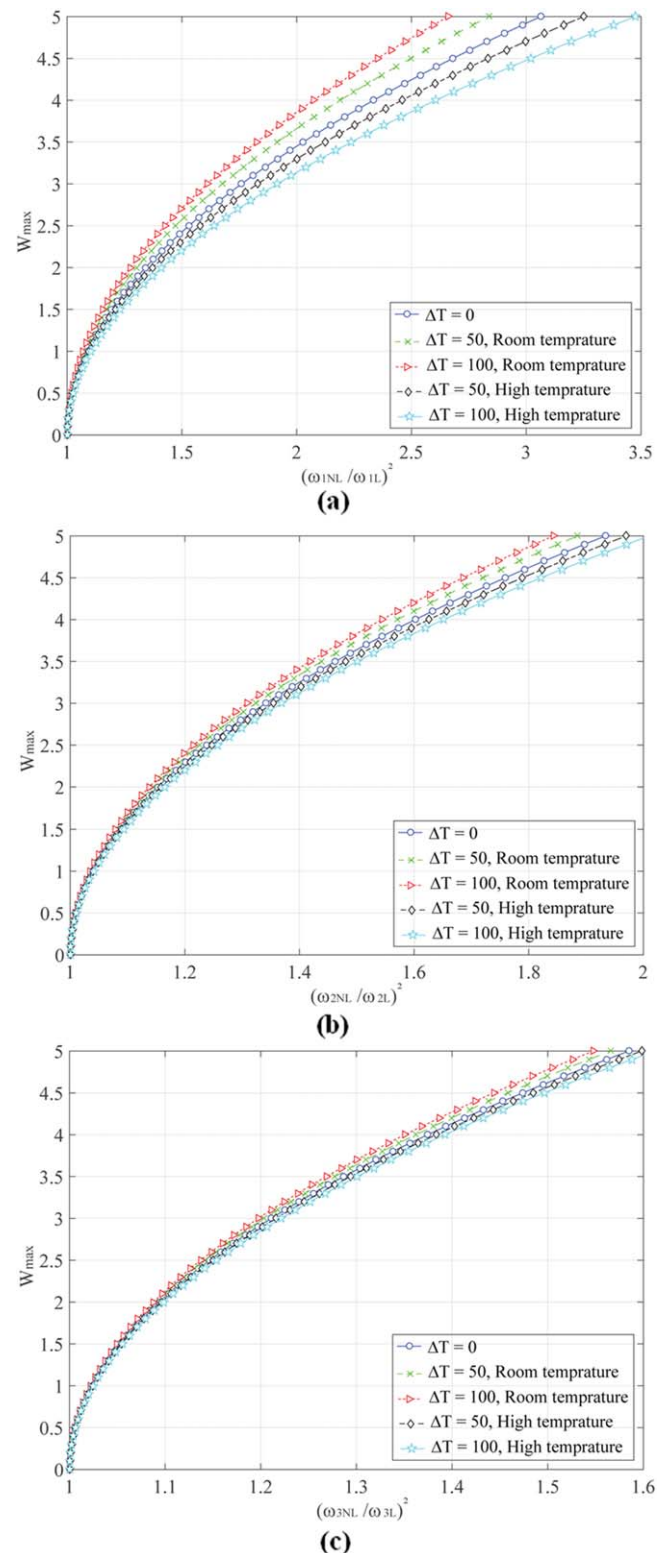 5
4.5
4
3.5
3
2.5
2
1.5
1
0.5
0
Wmax
ΔT = 0
ΔT = 50, Room temprature
ΔT = 100, Room temprature
ΔT = 50, High temprature
ΔT = 100, High temprature
1 1.5 2 2.5 3 3.5
(ω1NL /ω1L)²
(a)
5
4.5
4
3.5
3
2.5
2
1.5
1
0.5
0
Wmax
ΔT = 0
ΔT = 50, Room temprature
ΔT = 100, Room temprature
ΔT = 50, High temprature
ΔT = 100, High temprature
1 1.2 1.4 1.6 1.8 2
(ω2NL /ω2L)²
(b)
5
4.5
4
3.5
3
2.5
2
1.5
1
0.5
0
Wmax
ΔT = 0
ΔT = 50, Room temprature
ΔT = 100, Room temprature
ΔT = 50, High temprature
ΔT = 100, High temprature
1 1.1 1.2 1.3 1.4 1.5 1.6
(ω3NL /ω3L)²
(c)